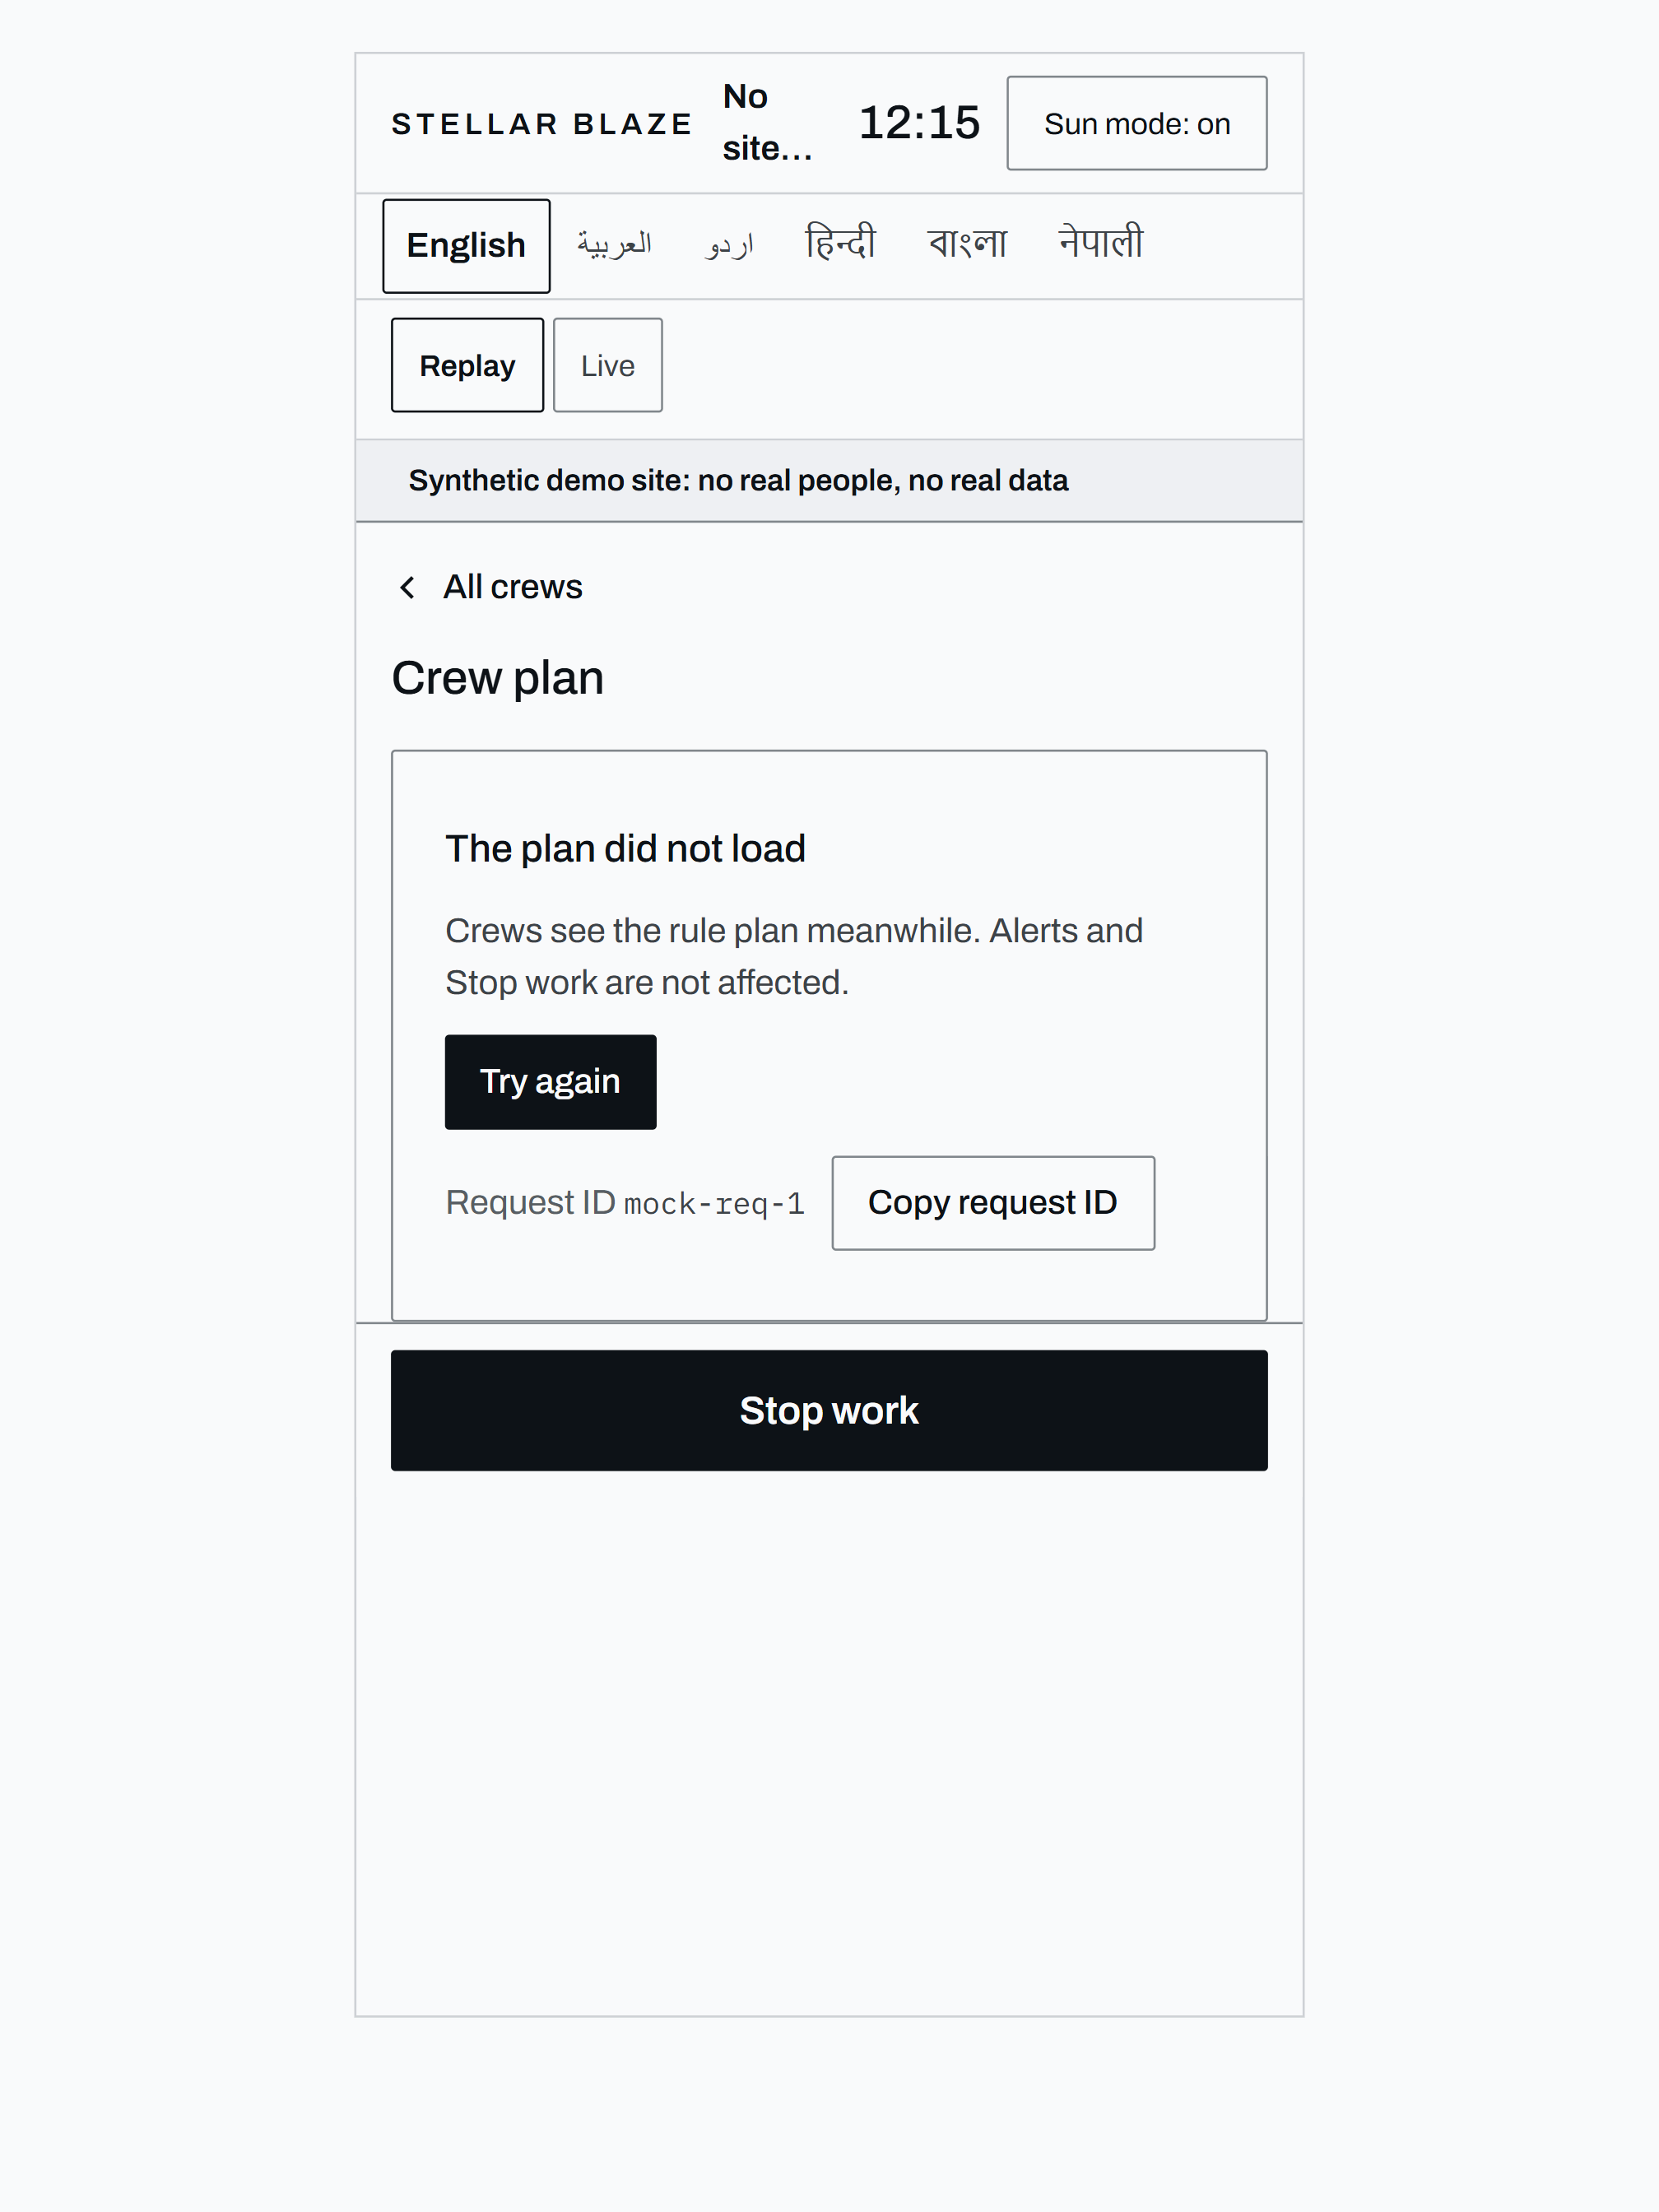 STELLAR BLAZE
No
site...
12:15
Sun mode: on
English العربية اردو हिन्दी বাংলা नेपाली
Replay Live
Synthetic demo site: no real people, no real data
All crews
Crew plan
The plan did not load
Crews see the rule plan meanwhile. Alerts and
Stop work are not affected.
Try again
Request ID mock-req-1 Copy request ID
Stop work